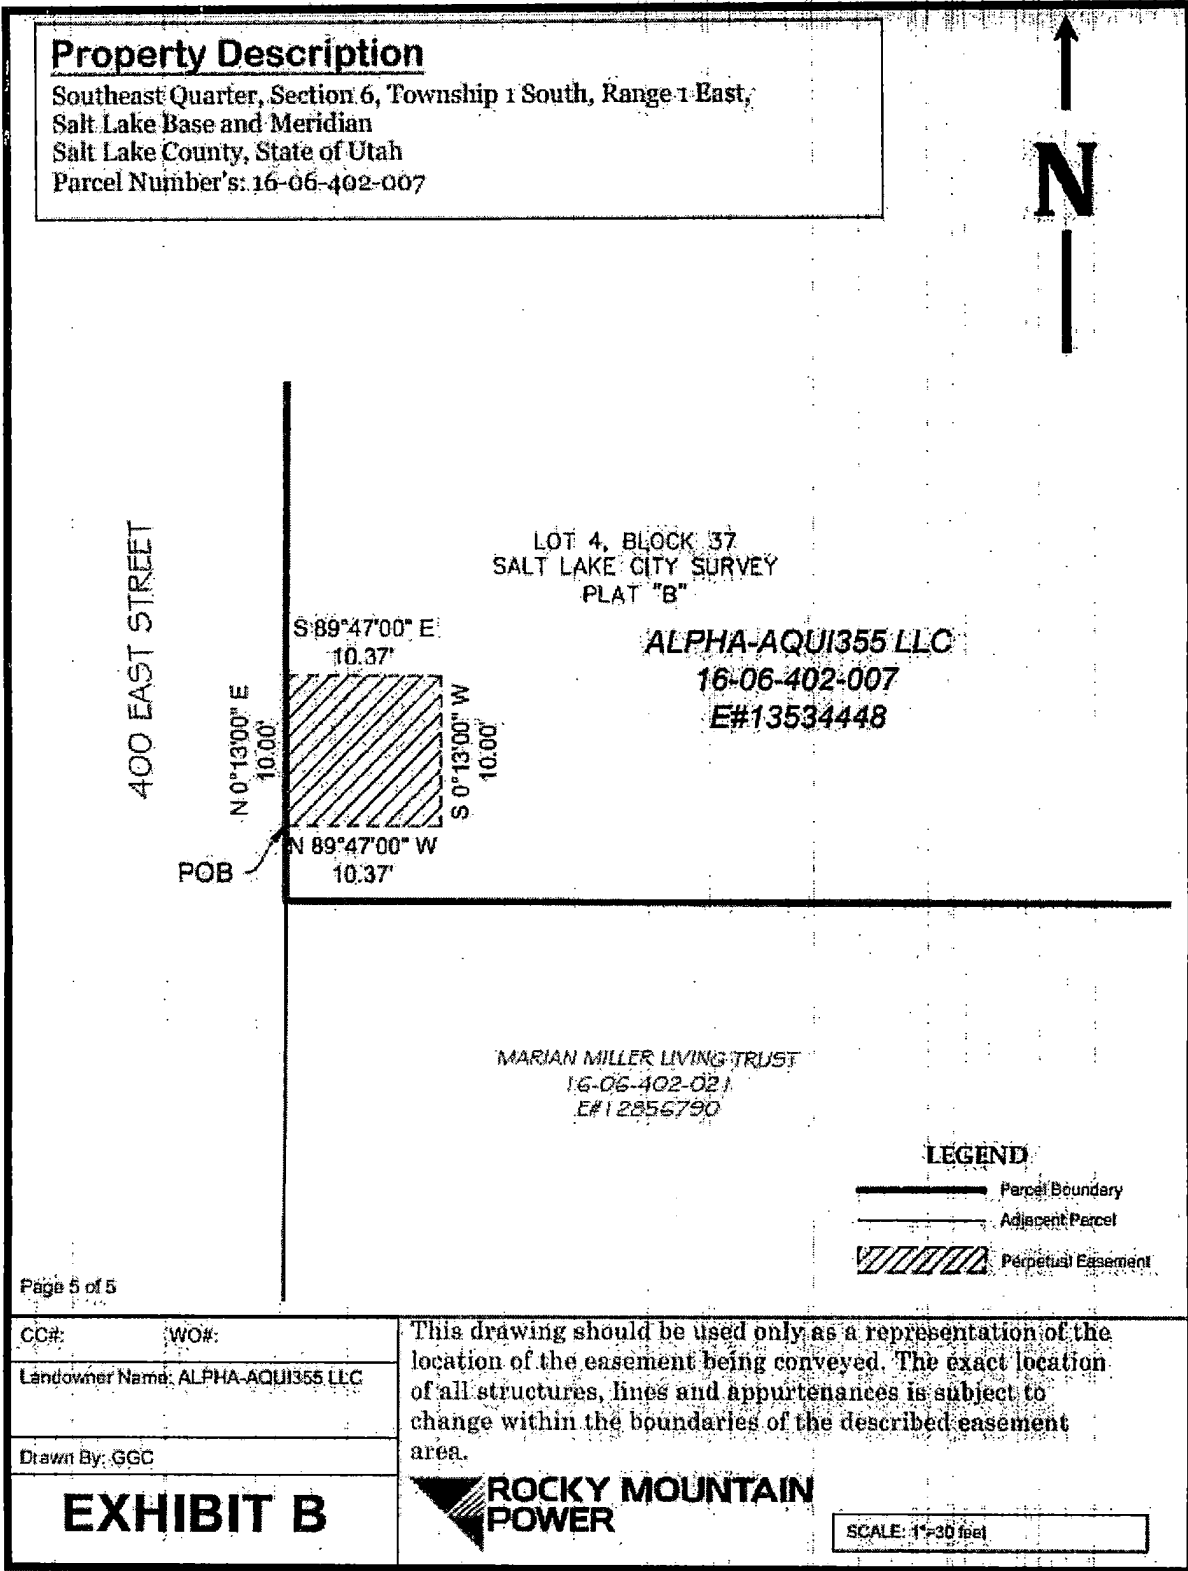 Property Description
Southeast Quarter, Section 6, Township 1 South, Range 1 East,
Salt Lake Base and Meridian
Salt Lake County, State of Utah
Parcel Number's: 16-06-402-007
N
400 EAST STREET
LOT 4, BLOCK 37
SALT LAKE CITY SURVEY
PLAT "B"
ALPHA-AQUI355 LLC
16-06-402-007
E#13534448
S 89°47'00" E
10.37'
N 0°13'00" E
10.00'
S 0°13'00" W
10.00'
N 89°47'00" W
10.37'
POB
MARIAN MILLER LIVING TRUST
16-06-402-021
E#12856790
LEGEND
Parcel Boundary
Adjacent Parcel
Perpetual Easement
Page 5 of 5
CC#: WO#:
Landowner Name: ALPHA-AQUI355 LLC
Drawn By: GGC
EXHIBIT B
This drawing should be used only as a representation of the
location of the easement being conveyed. The exact location
of all structures, lines and appurtenances is subject to
change within the boundaries of the described easement
area.
ROCKY MOUNTAIN
POWER
SCALE: 1"=30 feet